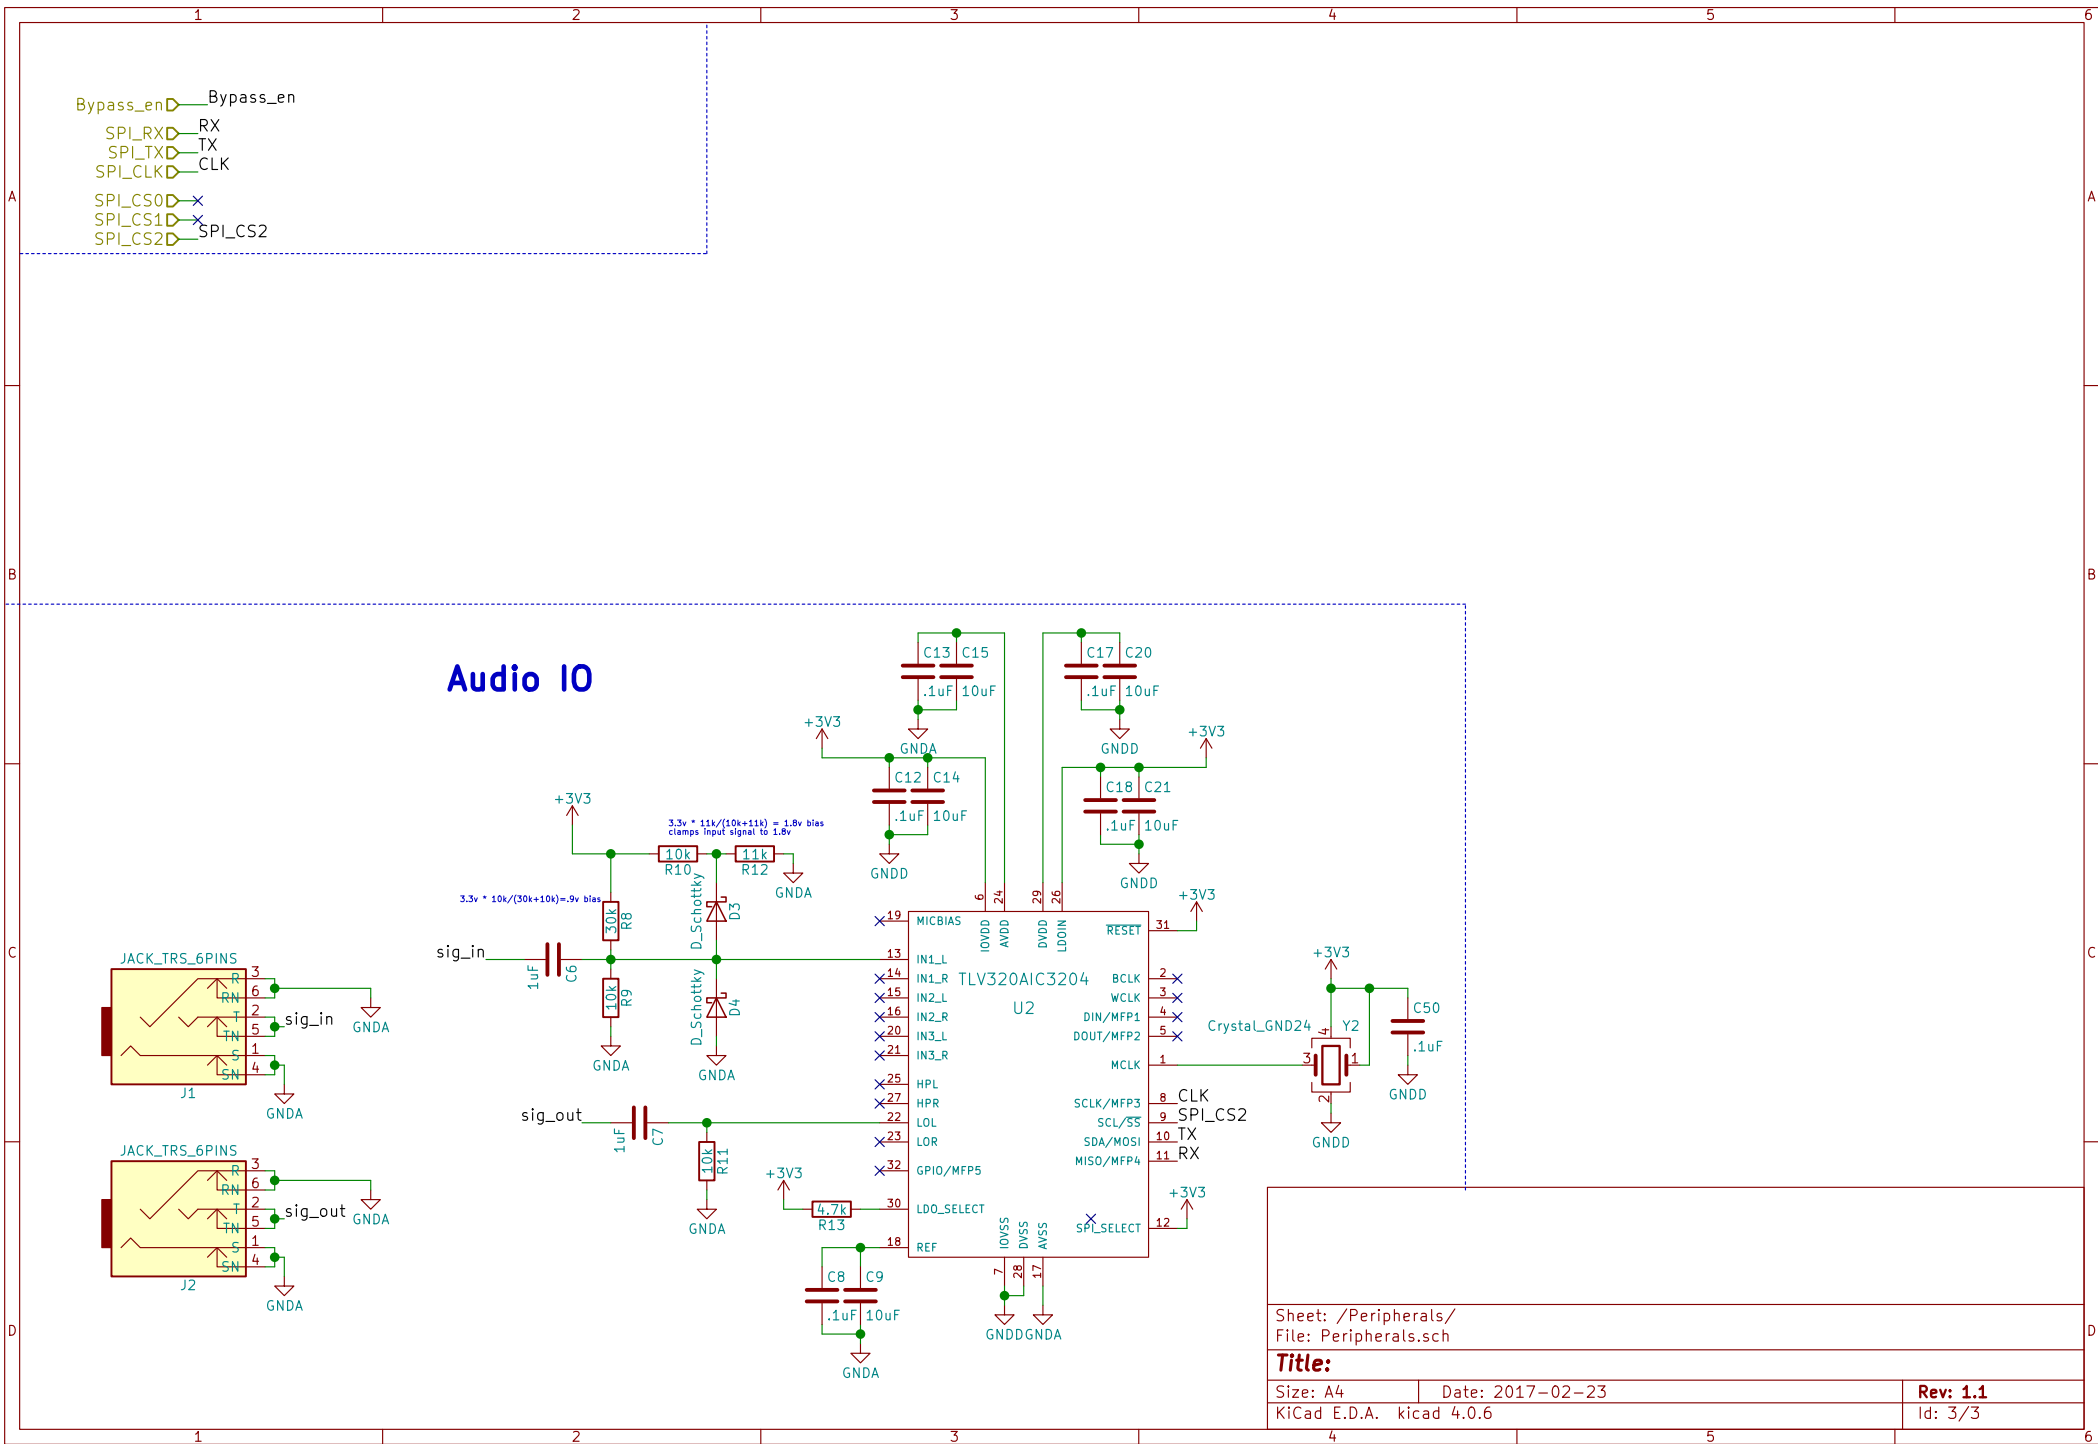 1 2 3 4 5 6
Bypass_en Bypass_en
SPI_RX RX
SPI_TX TX
SPI_CLK CLK
A A
SPI_CS0
SPI_CS1
SPI_CS2 SPI_CS2
B B
Audio IO
C13 C15
.1uF 10uF
GNDA
C17 C20
.1uF 10uF
GNDD
+3V3
C12 C14
.1uF 10uF
GNDD
+3V3
C18 C21
.1uF 10uF
GNDD
+3V3
3.3v * 11k/(10k+11k) = 1.8v bias
clamps input signal to 1.8v
10k
R10
11k
R12
GNDA
3.3v * 10k/(30k+10k)=.9v bias
30k
R8
D_Schottky
D3
C C
sig_in
1uF
C6
10k
R9
GNDA
D_Schottky
D4
GNDA
JACK_TRS_6PINS
R 3
RN 6
T 2
TN 5
S 1
SN 4
J1
GNDA
sig_in
GNDA
JACK_TRS_6PINS
R 3
RN 6
T 2
TN 5
S 1
SN 4
J2
GNDA
sig_out
GNDA
sig_out
1uF
C7
10k
R11
GNDA
+3V3
4.7k
R13
C8 C9
.1uF 10uF
GNDA
6 24 29 26
IOVDD AVDD DVDD LDOIN
TLV320AIC3204
U2
19 MICBIAS
13 IN1_L
14 IN1_R
15 IN2_L
16 IN2_R
20 IN3_L
21 IN3_R
25 HPL
27 HPR
22 LOL
23 LOR
32 GPIO/MFP5
30 LDO_SELECT
18 REF
IOVSS DVSS AVSS
7 28 17
GNDD GNDA
+3V3
RESET 31
BCLK 2
WCLK 3
DIN/MFP1 4
DOUT/MFP2 5
MCLK 1
SCLK/MFP3 8 CLK
SCL/SS 9 SPI_CS2
SDA/MOSI 10 TX
MISO/MFP4 11 RX
+3V3
SPI_SELECT 12
+3V3
C50
.1uF
GNDD
Crystal_GND24 Y2
4
3 1
2
GNDD
D D
Sheet: /Peripherals/
File: Peripherals.sch
Title:
Size: A4 Date: 2017-02-23 Rev: 1.1
KiCad E.D.A. kicad 4.0.6 Id: 3/3
1 2 3 4 5 6